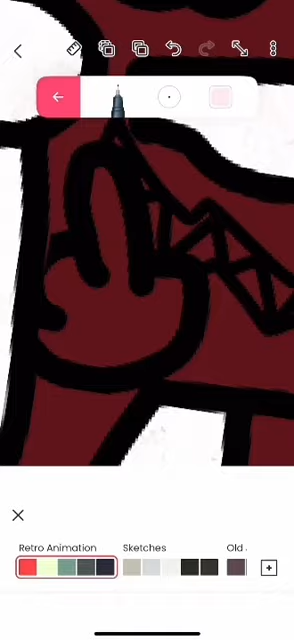 Retro Animation
Sketches
Old .